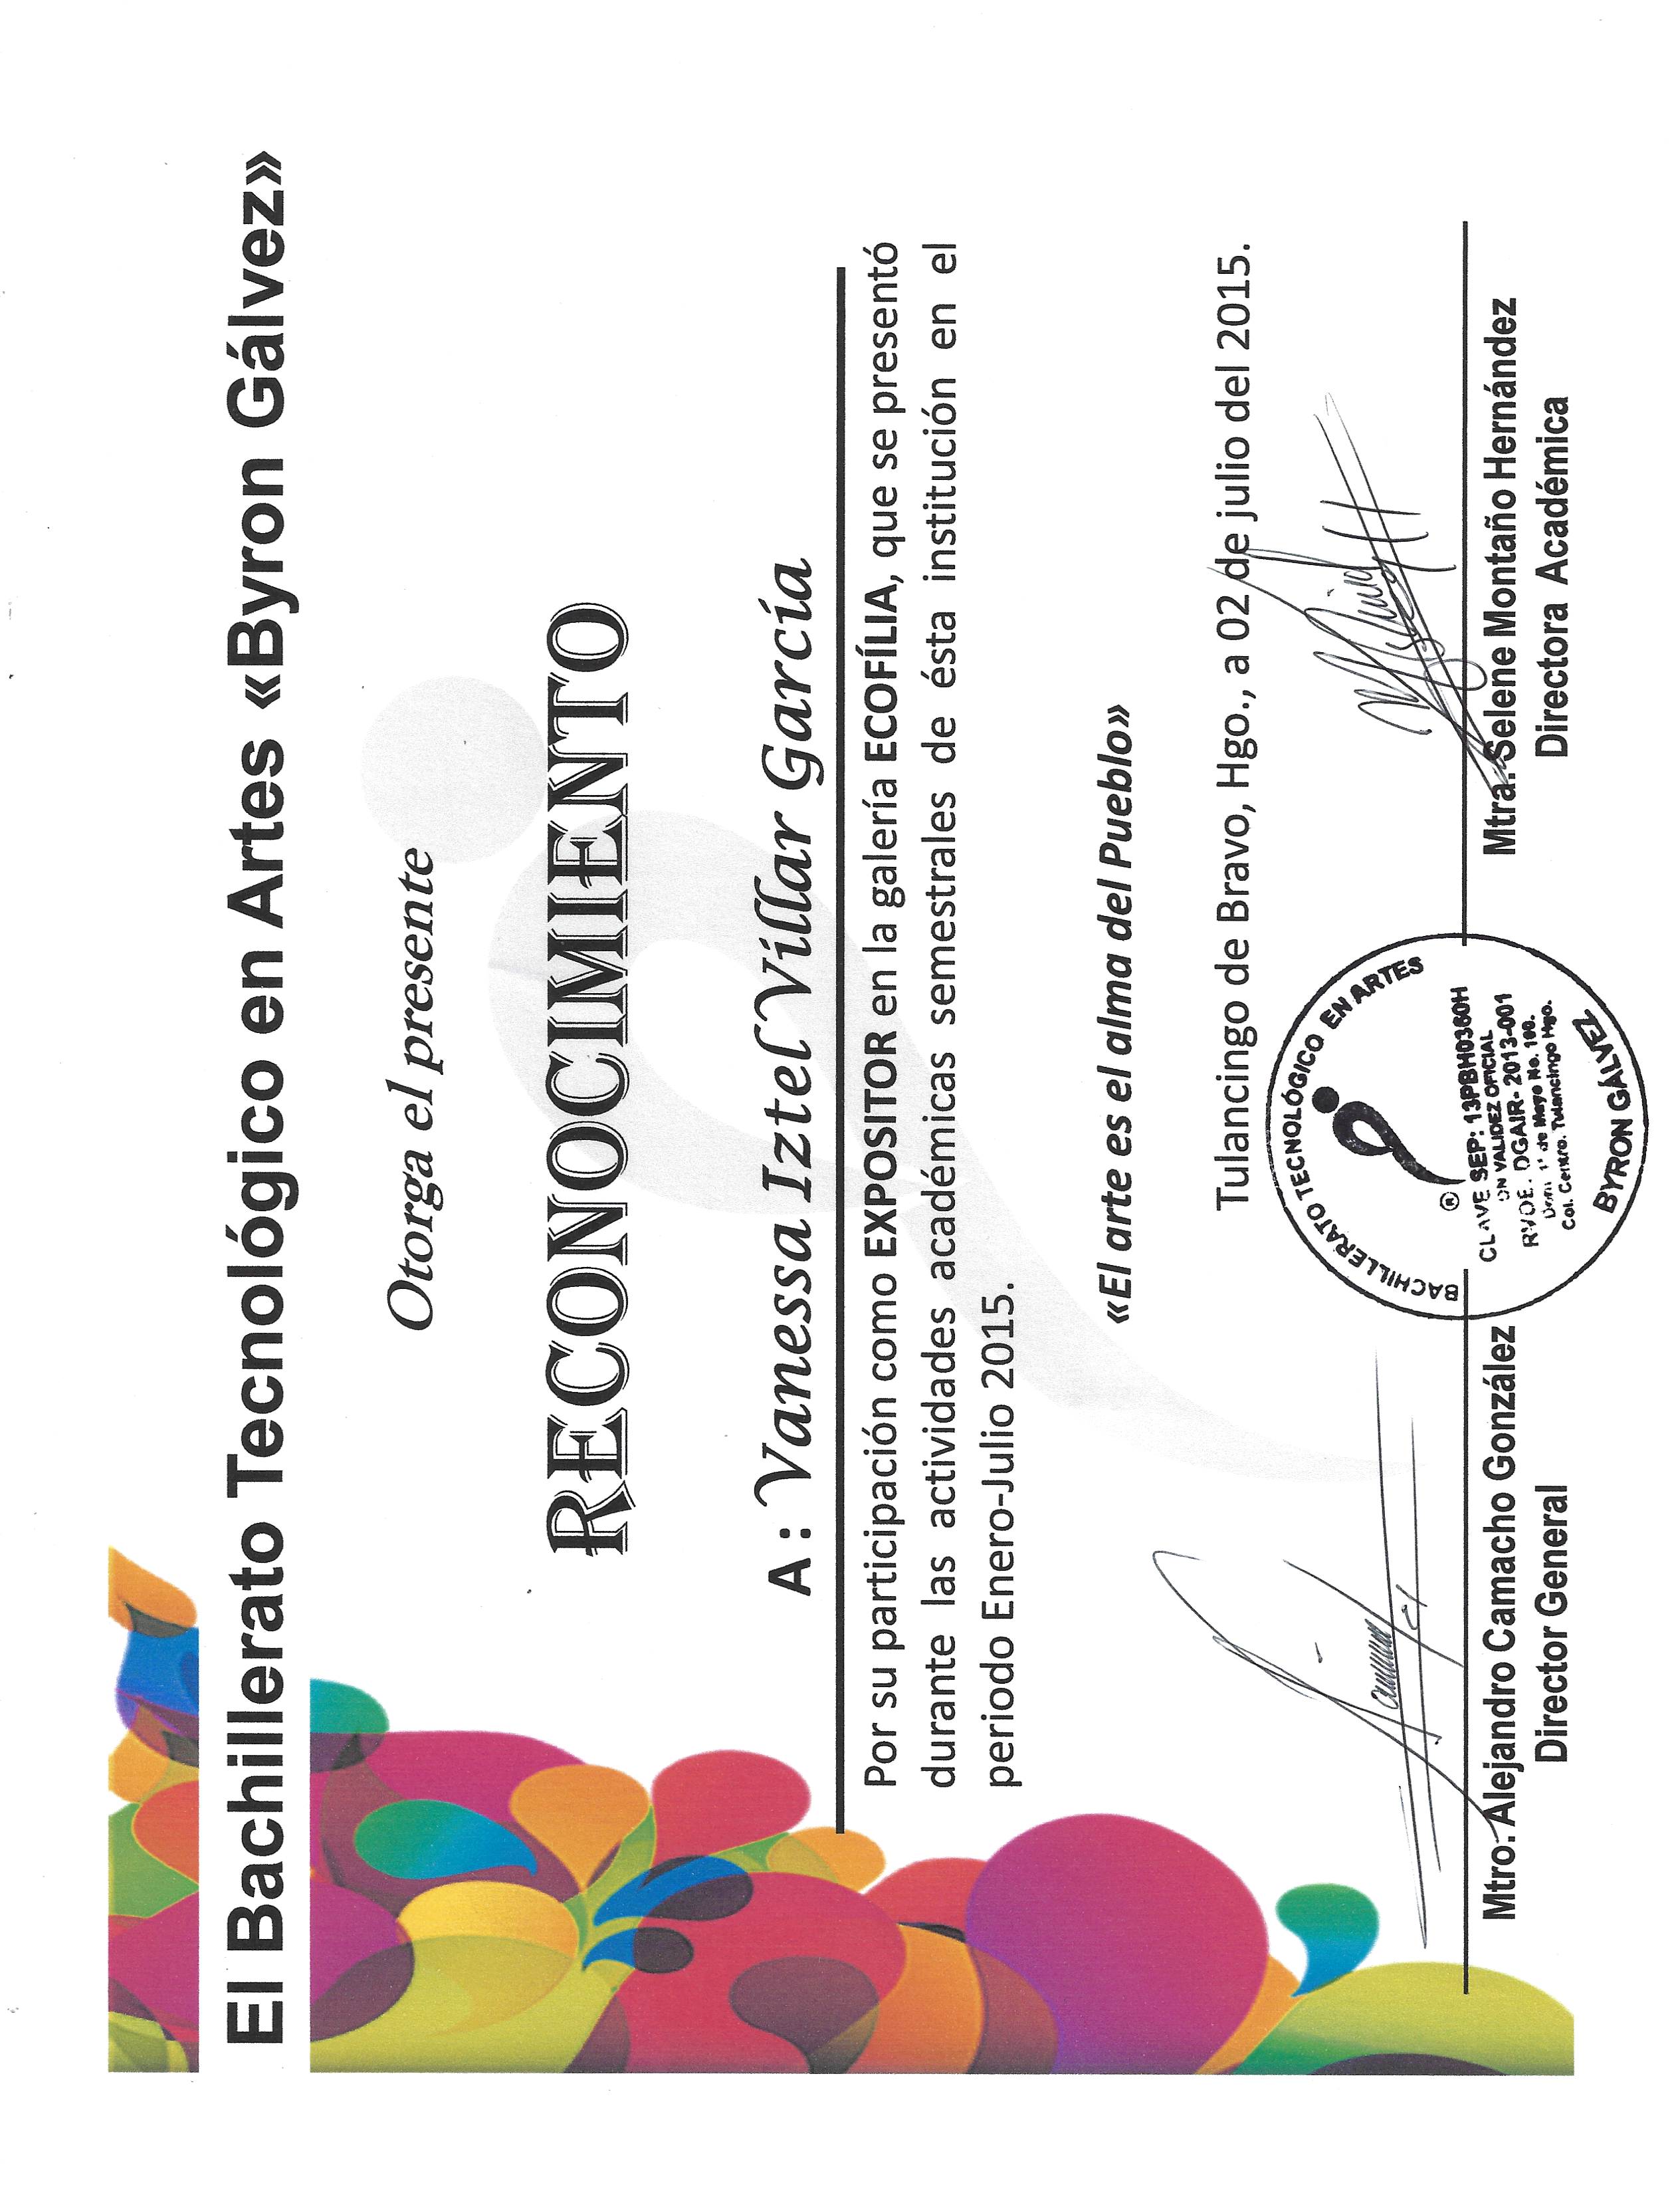 El Bachillerato Tecnológico en Artes «Byron Gálvez»
Otorga el presente
RECONOCIMIENTO
A : Vanessa Iztel Villar García
Por su participación como EXPOSITOR en la galería ECOFÍLIA, que se presentó
durante las actividades académicas semestrales de ésta institución en el
periodo Enero-Julio 2015.
«El arte es el alma del Pueblo»
Tulancingo de Bravo, Hgo., a 02 de julio del 2015.
BACHILLERATO TECNOLÓGICO EN ARTES
®
CLAVE SEP: 13PBH0360H
ON VALIDEZ OFICIAL
RVOE. DGAIR- 2013-001
Dom. 1° de Mayo No. 100.
Col. Centro. Tulancingo Hgo.
BYRON GÁLVEZ
Mtro. Alejandro Camacho González
Director General
Mtra. Selene Montaño Hernández
Directora Académica